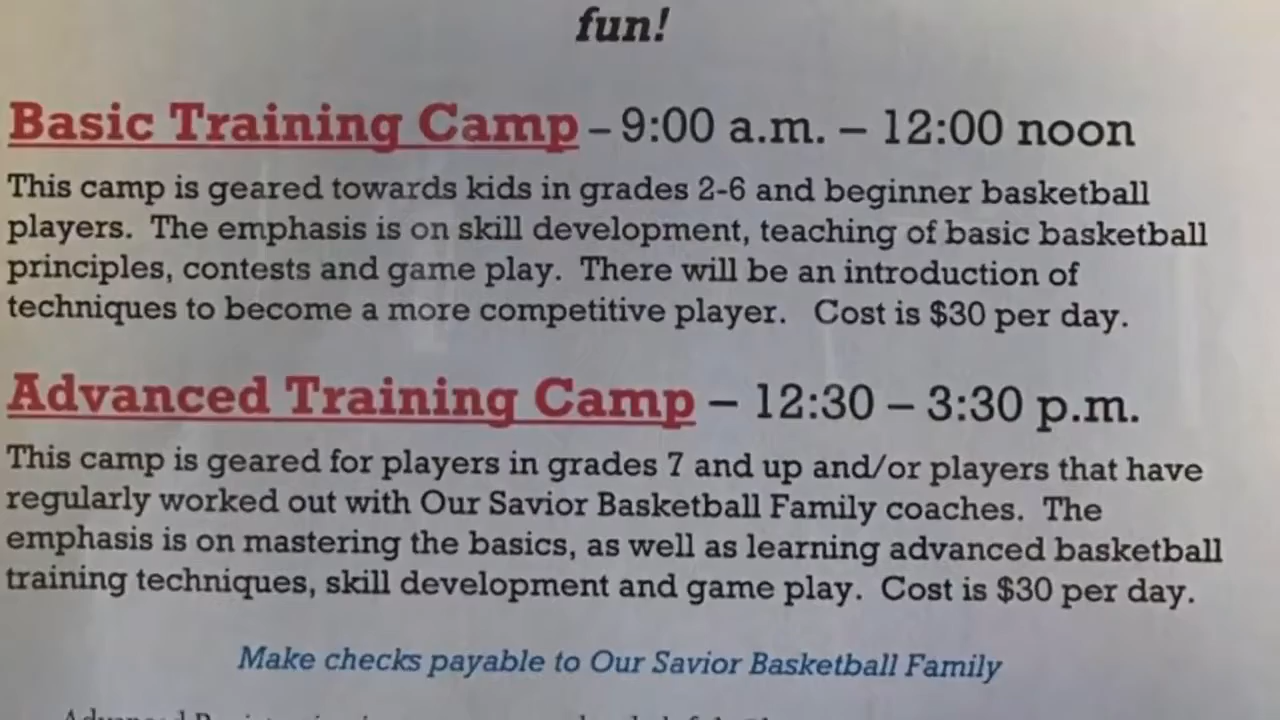 fun!
Basic Training Camp – 9:00 a.m. – 12:00 noon
This camp is geared towards kids in grades 2-6 and beginner basketball
players. The emphasis is on skill development, teaching of basic basketball
principles, contests and game play. There will be an introduction of
techniques to become a more competitive player. Cost is $30 per day.
Advanced Training Camp – 12:30 – 3:30 p.m.
This camp is geared for players in grades 7 and up and/or players that have
regularly worked out with Our Savior Basketball Family coaches. The
emphasis is on mastering the basics, as well as learning advanced basketball
training techniques, skill development and game play. Cost is $30 per day.
Make checks payable to Our Savior Basketball Family